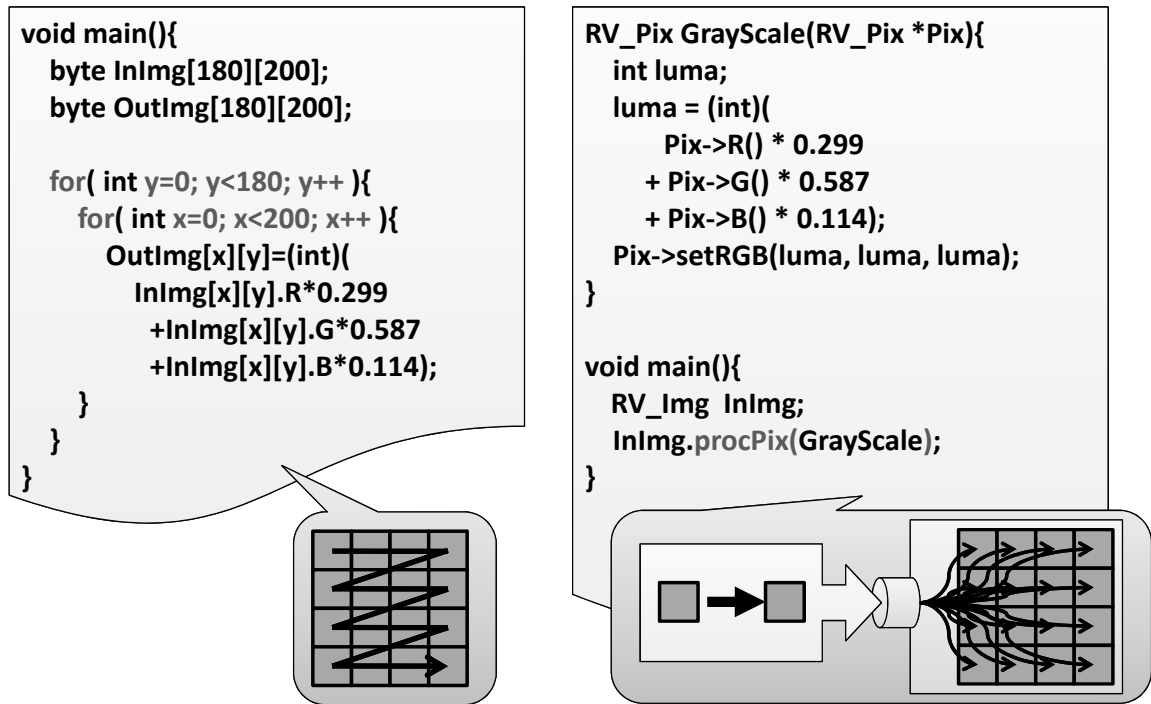 void main(){
byte InImg[180][200];
byte OutImg[180][200];
for( int y=0; y<180; y++ ){
for( int x=0; x<200; x++ ){
OutImg[x][y]=(int)(
InImg[x][y].R*0.299
+InImg[x][y].G*0.587
+InImg[x][y].B*0.114);
}
}
}
RV_Pix GrayScale(RV_Pix *Pix){
int luma;
luma = (int)(
Pix->R() * 0.299
+ Pix->G() * 0.587
+ Pix->B() * 0.114);
Pix->setRGB(luma, luma, luma);
}
void main(){
RV_Img InImg;
InImg.procPix(GrayScale);
}